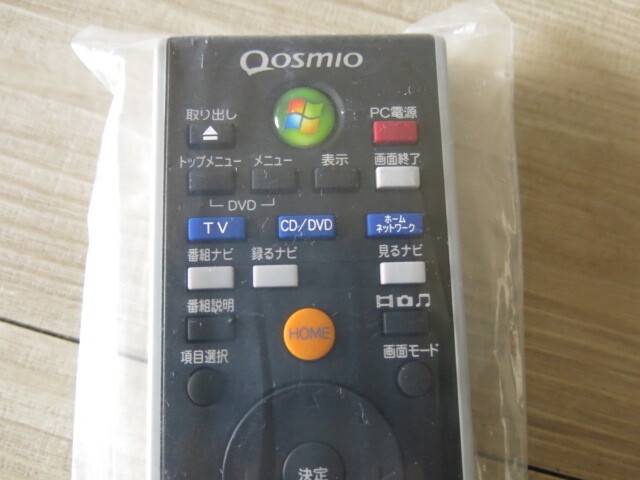 Qosmio
取り出し
PC電源
トップメニュー メニュー 表示 画面終了
DVD
TV CD/DVD ホーム
ネットワーク
番組ナビ 録るナビ 見るナビ
番組説明
HOME
項目選択 画面モード
決定